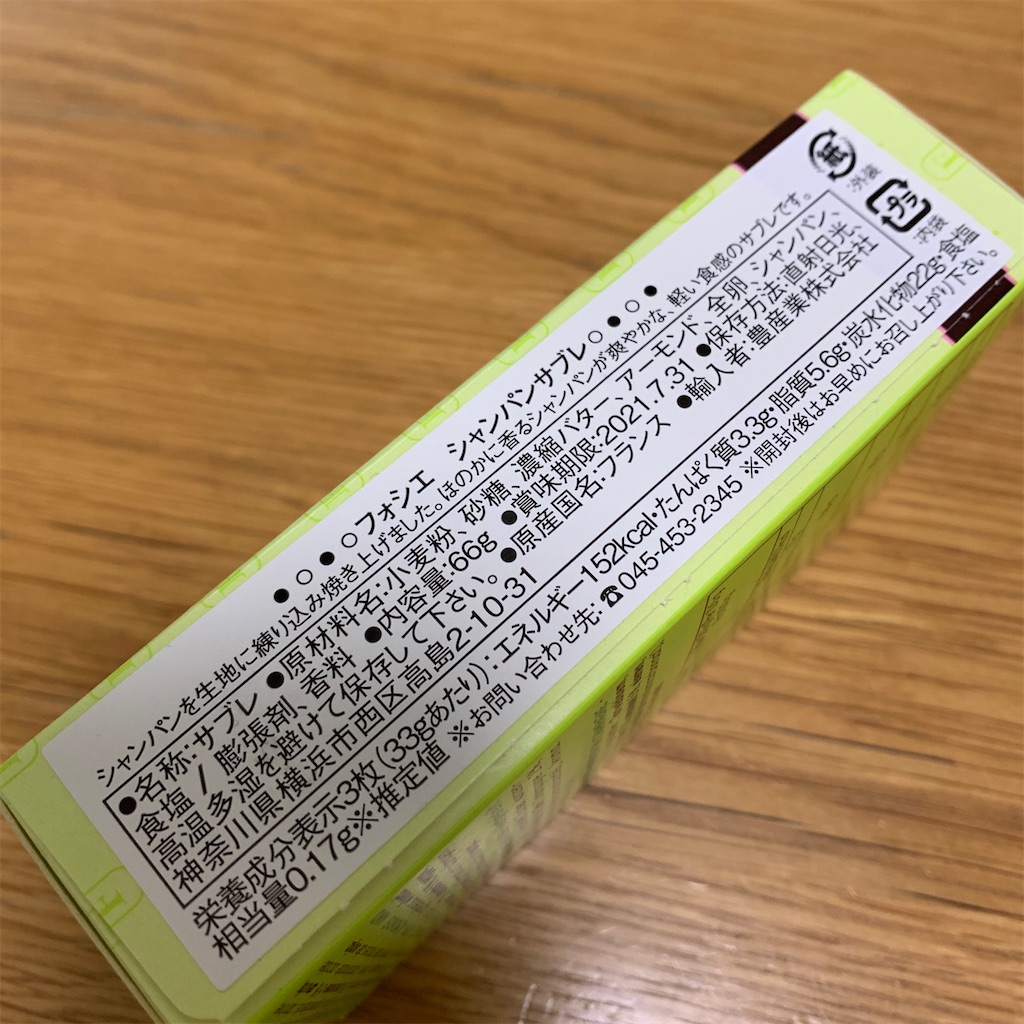 ●○●○フォシエ シャンパンサブレ○●○●
シャンパンを生地に練り込み焼き上げました。ほのかに香るシャンパンが爽やかな、軽い食感のサブレです。
●名称:サブレ ●原材料名:小麦粉、砂糖、濃縮バター、アーモンド、全卵、シャンパン、
食塩/膨張剤、香料 ●内容量:66g ●賞味期限:2021.7.31 ●保存方法:直射日光、
高温多湿を避けて保存して下さい。 ●原産国名:フランス ●輸入者:豊産業株式会社
神奈川県横浜市西区高島2-10-31
栄養成分表示3枚(33gあたり):エネルギー152kcal・たんぱく質3.3g・脂質5.6g・炭水化物22g・食塩
相当量0.17g※推定値 ※お問い合わせ先:☎045-453-2345 ※開封後はお早めにお召し上がり下さい。
紙 :外装
プラ :内袋